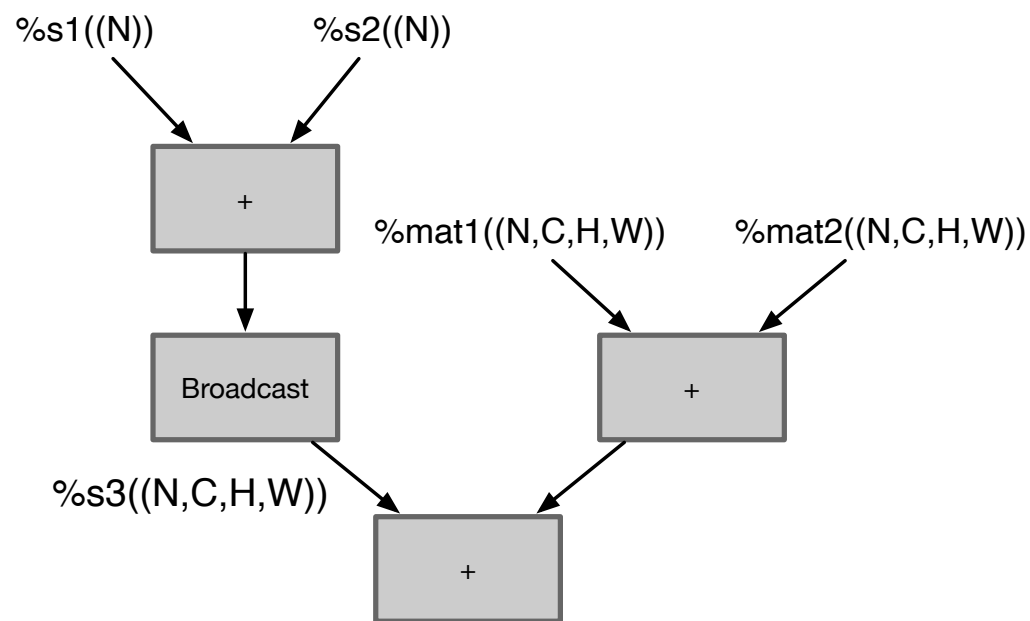 %s1((N))
%s2((N))
+
%mat1((N,C,H,W))
%mat2((N,C,H,W))
Broadcast
+
%s3((N,C,H,W))
+